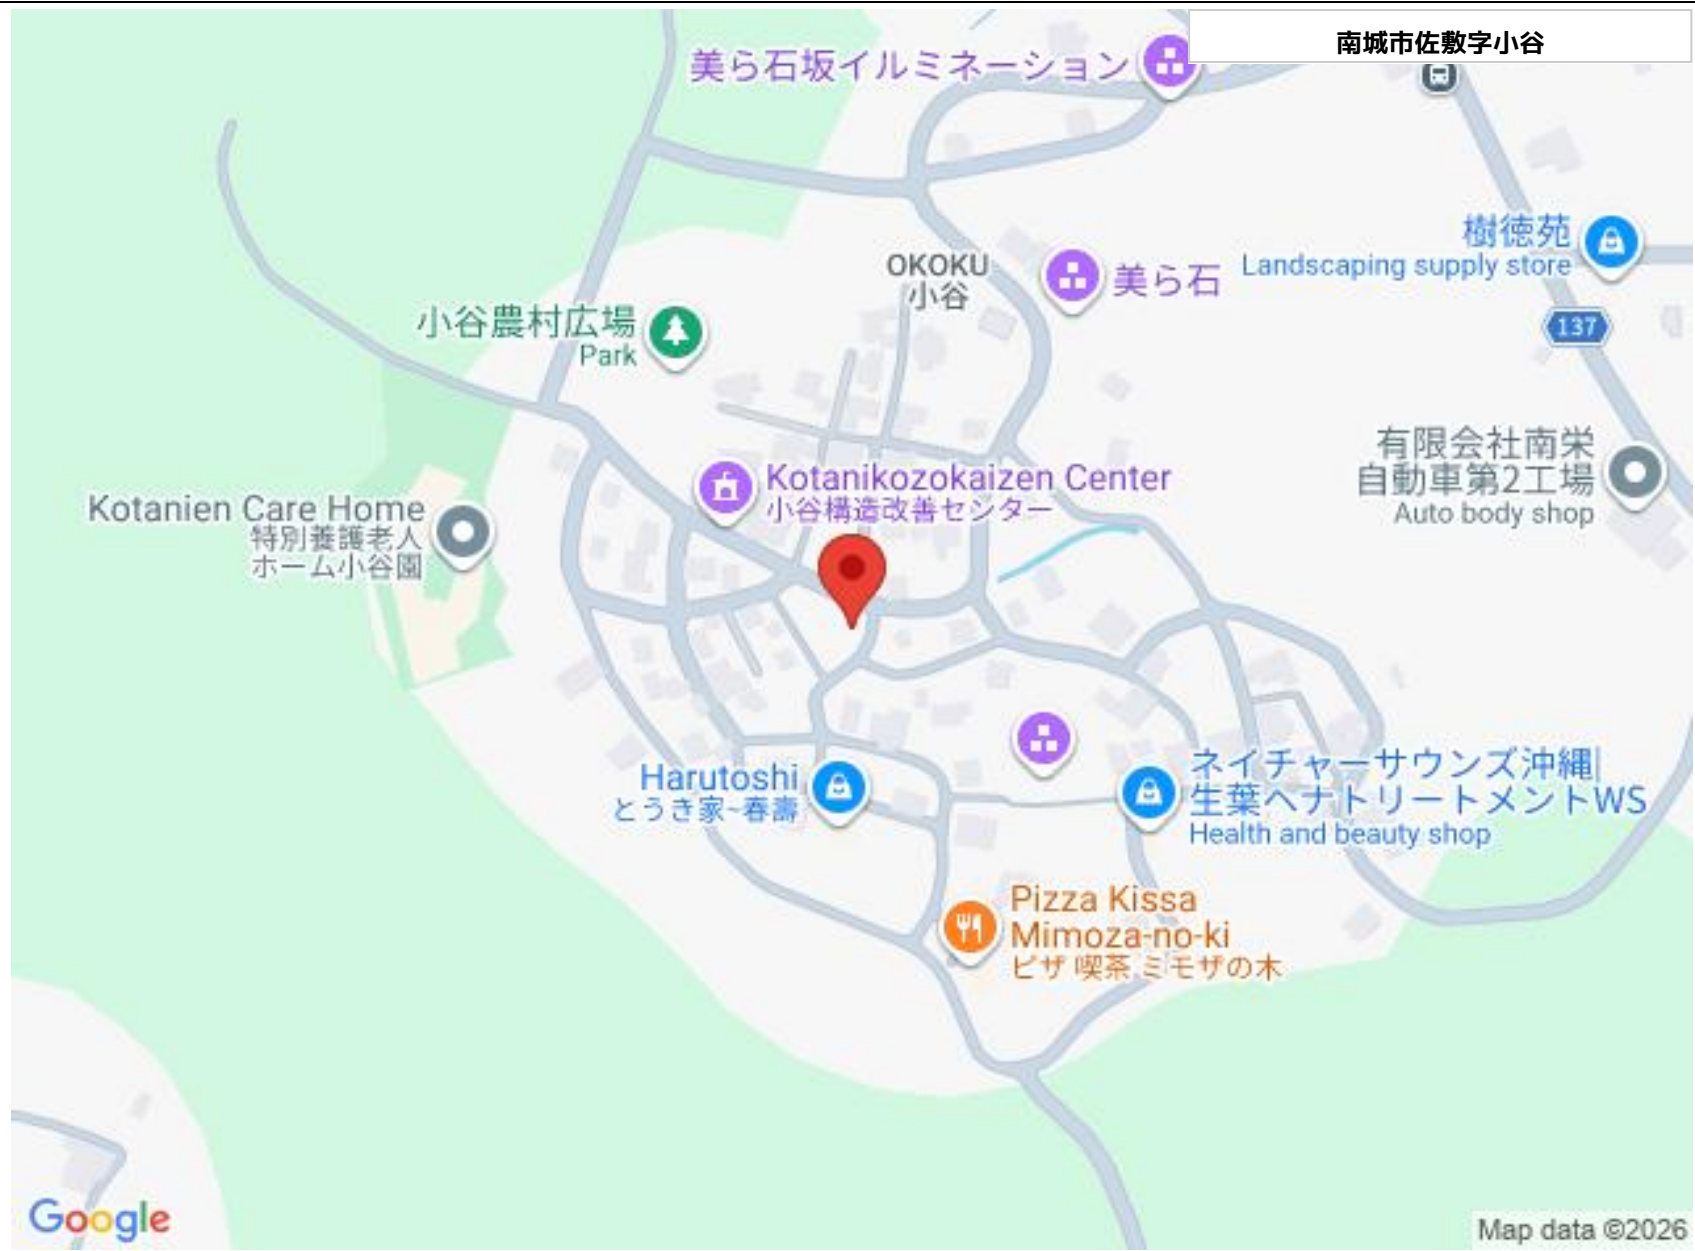 南城市佐敷字小谷
美ら石坂イルミネーション
樹徳苑
Landscaping supply store
OKOKU
小谷
美ら石
137
小谷農村広場
Park
有限会社南栄
自動車第2工場
Auto body shop
Kotanikozokaizen Center
小谷構造改善センター
Kotanien Care Home
特別養護老人
ホーム小谷園
Harutoshi
とうき家~春壽
ネイチャーサウンズ沖縄|
生葉ヘナトリートメントWS
Health and beauty shop
Pizza Kissa
Mimoza-no-ki
ピザ 喫茶 ミモザの木
Google
Map data ©2026